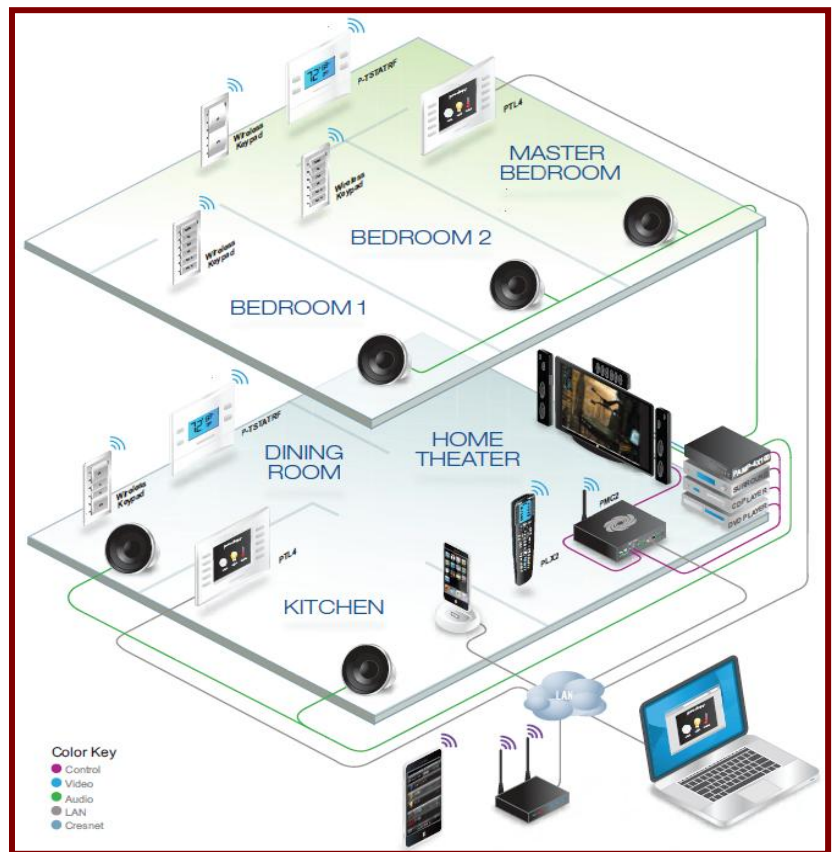 P-TSTATRF
PTL4
Wireless
Keypad
Wireless
Keypad
MASTER
BEDROOM
Wireless
Keypad
BEDROOM 2
BEDROOM 1
P-TSTATRF
DINING
ROOM
HOME
THEATER
Wireless
Keypad
SURROUND
CD PLAYER
DVD PLAYER
PMC2
PLX2
PTL4
KITCHEN
LAN
Color Key
Control
Video
Audio
LAN
Cresnet